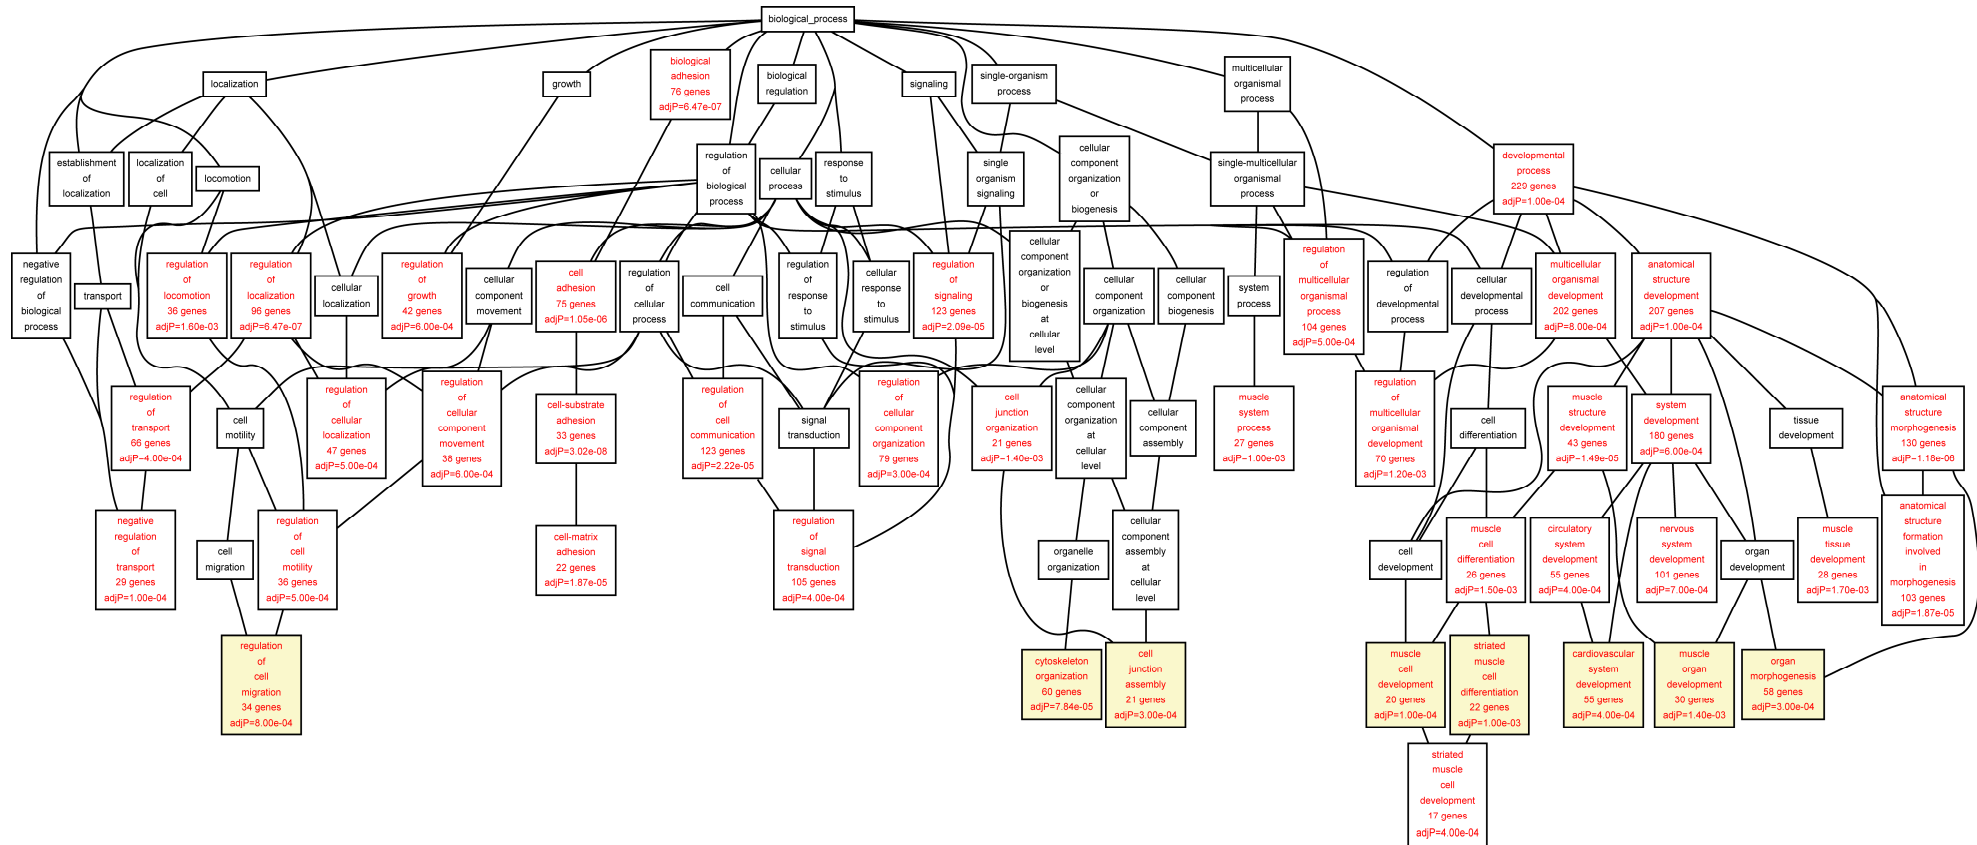 biological_process
localization
growth
biological
adhesion
76 genes
adjP=6.47e-07
biological
regulation
signaling
single-organism
process
multicellular
organismal
process
establishment
of
localization
localization
of
cell
locomotion
regulation
of
biological
process
cellular
process
response
to
stimulus
single
organism
signaling
cellular
component
organization
or
biogenesis
single-multicellular
organismal
process
developmental
process
229 genes
adjP=1.00e-04
negative
regulation
of
biological
process
transport
regulation
of
locomotion
36 genes
adjP=1.60e-03
regulation
of
localization
96 genes
adjP=6.47e-07
cellular
localization
regulation
of
growth
42 genes
adjP=6.00e-04
cellular
component
movement
cell
adhesion
75 genes
adjP=1.05e-06
regulation
of
cellular
process
cell
communication
regulation
of
response
to
stimulus
cellular
response
to
stimulus
regulation
of
signaling
123 genes
adjP=2.09e-05
cellular
component
organization
or
biogenesis
at
cellular
level
cellular
component
organization
cellular
component
biogenesis
system
process
regulation
of
multicellular
organismal
process
104 genes
adjP=5.00e-04
regulation
of
developmental
process
cellular
developmental
process
multicellular
organismal
development
202 genes
adjP=8.00e-04
anatomical
structure
development
207 genes
adjP=1.00e-04
regulation
of
transport
66 genes
adjP=4.00e-04
cell
motility
regulation
of
cellular
localization
47 genes
adjP=5.00e-04
regulation
of
cellular
component
movement
38 genes
adjP=6.00e-04
cell-substrate
adhesion
33 genes
adjP=3.02e-08
regulation
of
cell
communication
123 genes
adjP=2.22e-05
signal
transduction
regulation
of
cellular
component
organization
79 genes
adjP=3.00e-04
cell
junction
organization
21 genes
adjP=1.40e-03
cellular
component
organization
at
cellular
level
cellular
component
assembly
muscle
system
process
27 genes
adjP=1.00e-03
regulation
of
multicellular
organismal
development
70 genes
adjP=1.20e-03
cell
differentiation
muscle
structure
development
43 genes
adjP=1.49e-05
system
development
180 genes
adjP=6.00e-04
tissue
development
anatomical
structure
morphogenesis
130 genes
adjP=1.18e-06
negative
regulation
of
transport
29 genes
adjP=1.00e-04
cell
migration
regulation
of
cell
motility
36 genes
adjP=5.00e-04
cell-matrix
adhesion
22 genes
adjP=1.87e-05
regulation
of
signal
transduction
105 genes
adjP=4.00e-04
organelle
organization
cellular
component
assembly
at
cellular
level
cell
development
muscle
cell
differentiation
26 genes
adjP=1.50e-03
circulatory
system
development
55 genes
adjP=4.00e-04
nervous
system
development
101 genes
adjP=7.00e-04
organ
development
muscle
tissue
development
28 genes
adjP=1.70e-03
anatomical
structure
formation
involved
in
morphogenesis
103 genes
adjP=1.87e-05
regulation
of
cell
migration
34 genes
adjP=8.00e-04
cytoskeleton
organization
60 genes
adjP=7.84e-05
cell
junction
assembly
21 genes
adjP=3.00e-04
muscle
cell
development
20 genes
adjP=1.00e-04
striated
muscle
cell
differentiation
22 genes
adjP=1.00e-03
cardiovascular
system
development
55 genes
adjP=4.00e-04
muscle
organ
development
30 genes
adjP=1.40e-03
organ
morphogenesis
58 genes
adjP=3.00e-04
striated
muscle
cell
development
17 genes
adjP=4.00e-04